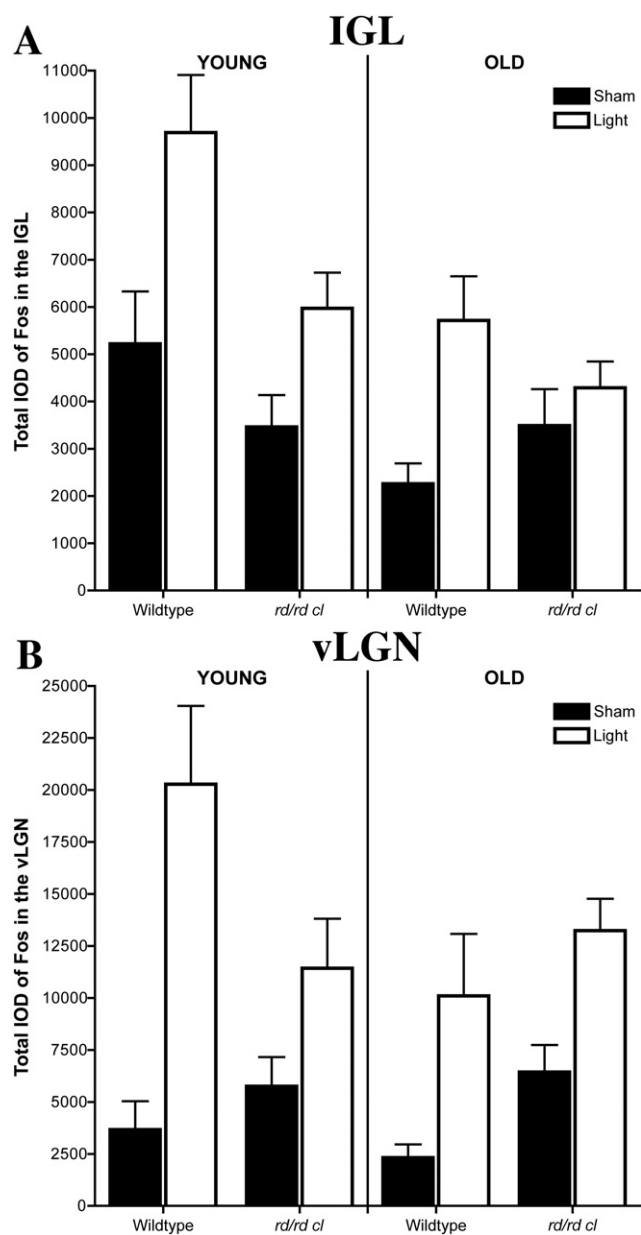 A
IGL
YOUNG
OLD
Sham
Light
Total IOD of Fos in the IGL
11000
10000
9000
8000
7000
6000
5000
4000
3000
2000
1000
0
Wildtype
rd/rd cl
Wildtype
rd/rd cl
B
vLGN
YOUNG
OLD
Sham
Light
Total IOD of Fos in the vLGN
25000
22500
20000
17500
15000
12500
10000
7500
5000
2500
0
Wildtype
rd/rd cl
Wildtype
rd/rd cl